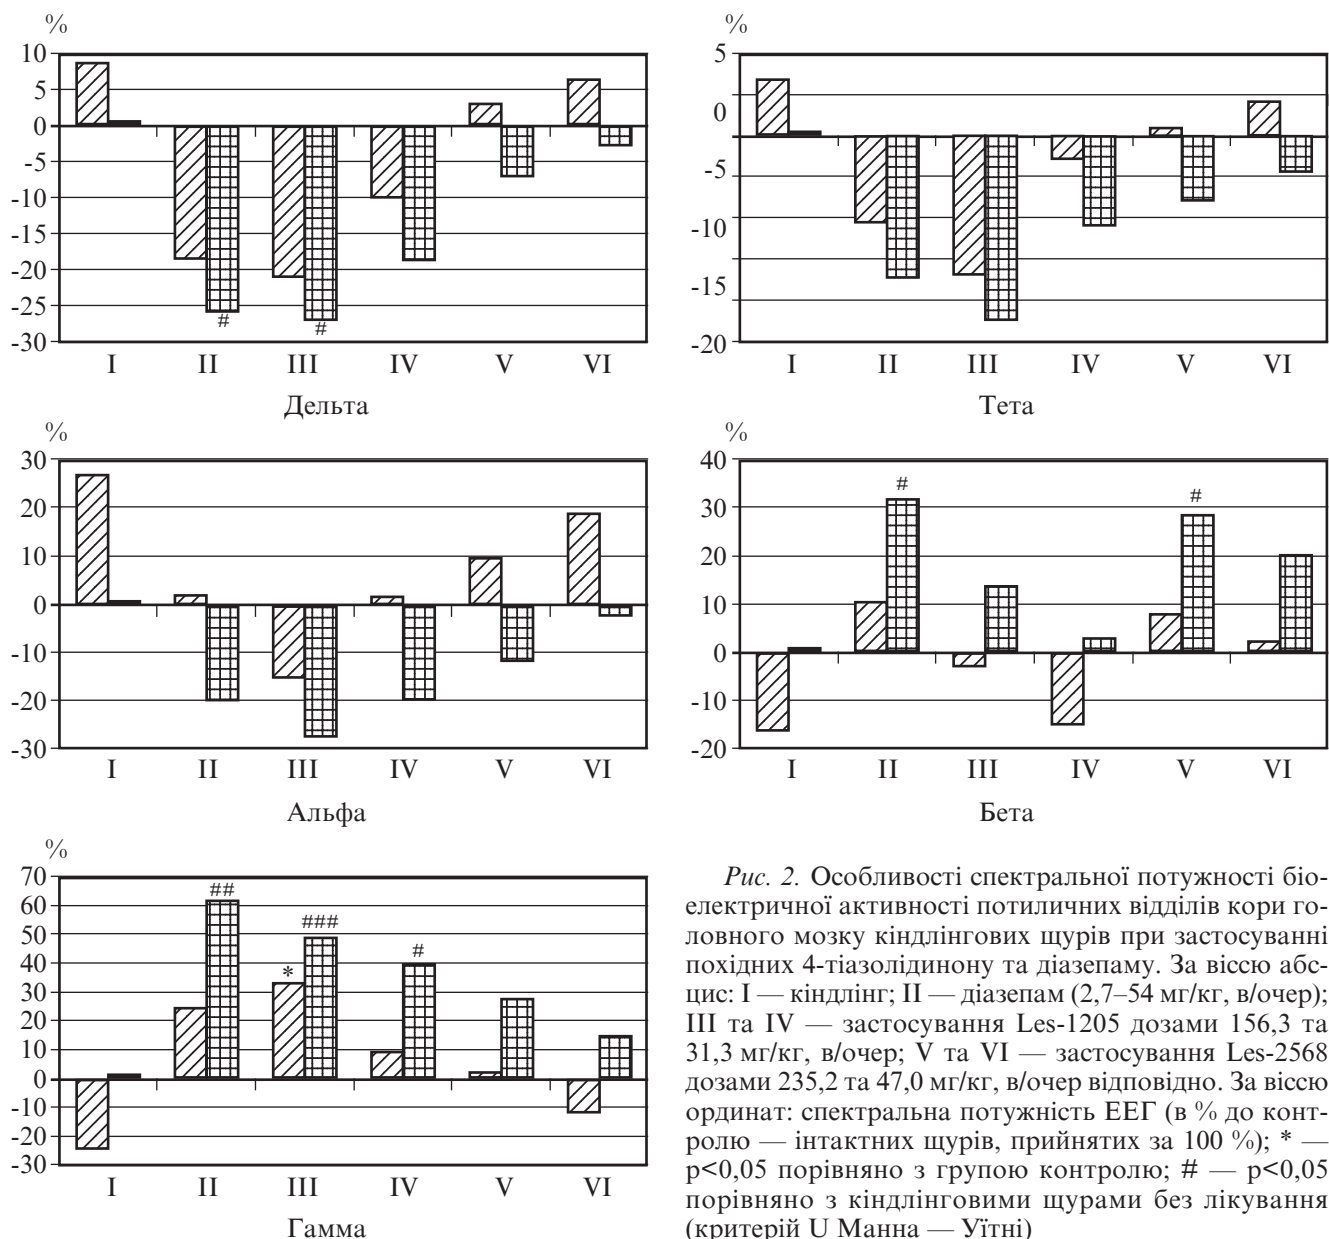 %
10
5
0
-5
-10
-15
-20
-25
-30
# #
I II III IV V VI
Дельта
%
5
0
-5
-10
-15
-20
I II III IV V VI
Тета
%
30
20
10
0
-10
-20
-30
I II III IV V VI
Альфа
%
40
30
20
10
0
-10
-20
# #
I II III IV V VI
Бета
%
70
60
50
40
30
20
10
0
-10
-20
-30
## * ### #
I II III IV V VI
Гамма
Рис. 2. Особливості спектральної потужності біо-
електричної активності потиличних відділів кори го-
ловного мозку кіндлінгових щурів при застосуванні
похідних 4-тіазолідинону та діазепаму. За віссю абс-
цис: I — кіндлінг; II — діазепам (2,7–54 мг/кг, в/очер);
III та IV — застосування Les-1205 дозами 156,3 та
31,3 мг/кг, в/очер; V та VI — застосування Les-2568
дозами 235,2 та 47,0 мг/кг, в/очер відповідно. За віссю
ординат: спектральна потужність ЕЕГ (в % до конт-
ролю — інтактних щурів, прийнятих за 100 %); * —
p<0,05 порівняно з групою контролю; # — p<0,05
порівняно з кіндлінговими щурами без лікування
(критерій U Манна — Уїтні)